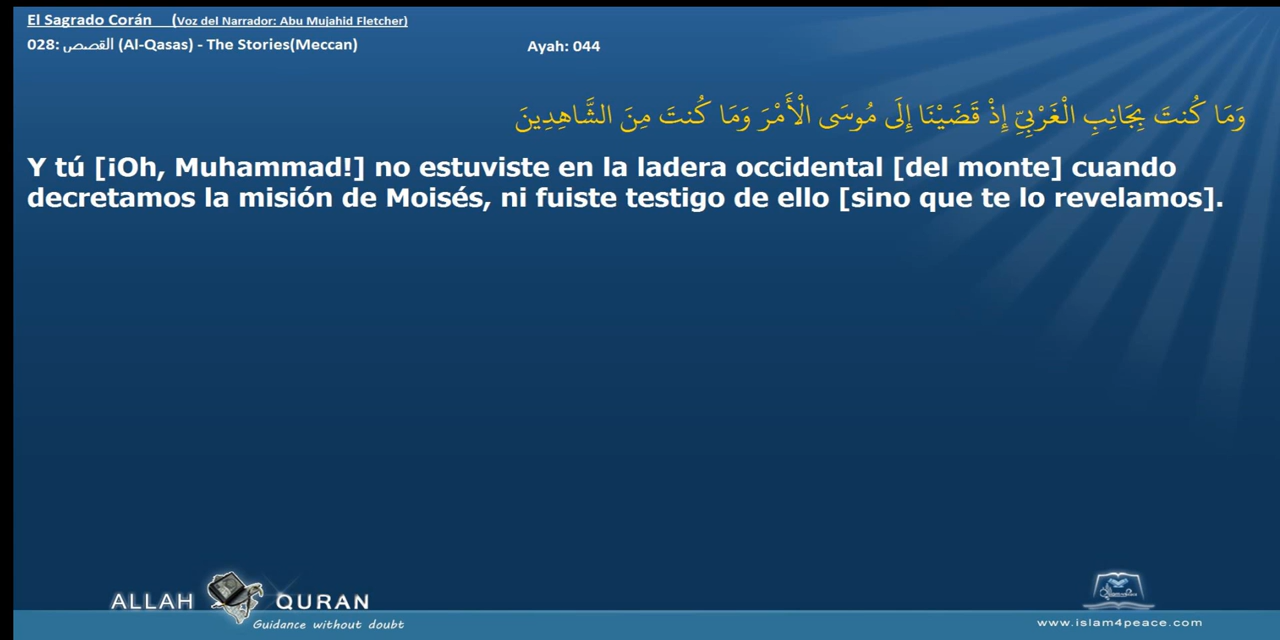 El Sagrado Corán (Voz del Narrador: Abu Mujahid Fletcher)
028: القصص (Al-Qasas) - The Stories(Meccan) Ayah: 044
وَمَا كُنتَ بِجَانِبِ الْغَرْبِيِّ إِذْ قَضَيْنَا إِلَى مُوسَى الْأَمْرَ وَمَا كُنتَ مِنَ الشَّاهِدِينَ
Y tú [¡Oh, Muhammad!] no estuviste en la ladera occidental [del monte] cuando
decretamos la misión de Moisés, ni fuiste testigo de ello [sino que te lo revelamos].
ALLAH QURAN
Guidance without doubt
www.islam4peace.com